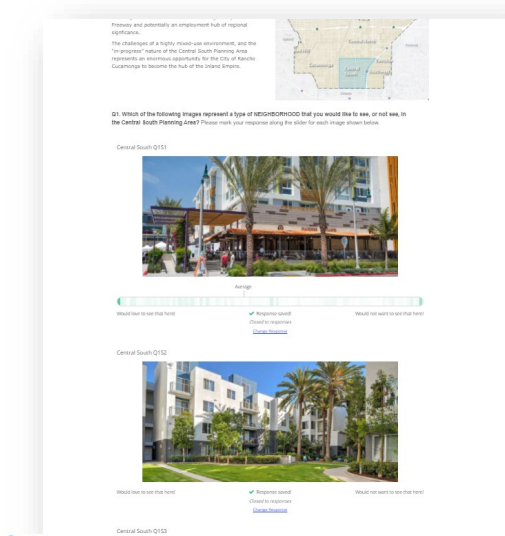 Freeway and potentially an employment hub of regional
significance.
The challenges of a highly mixed-use environment, and the
"in-progress" nature of the Central South Planning Area
represents an enormous opportunity for the City of Rancho
Cucamonga to become the hub of the Inland Empire.
Central North
Cucamonga
Central
South
Q1. Which of the following images represent a type of NEIGHBORHOOD that you would like to see, or not see, in
the Central South Planning Area? Please mark your response along the slider for each image shown below.
Central South Q1S1
Average
Would love to see that here!
✓ Response saved!
Would not want to see that here!
Closed to responses
Change Response
Central South Q1S2
Would love to see that here!
✓ Response saved!
Would not want to see that here!
Closed to responses
Change Response
Central South Q1S3